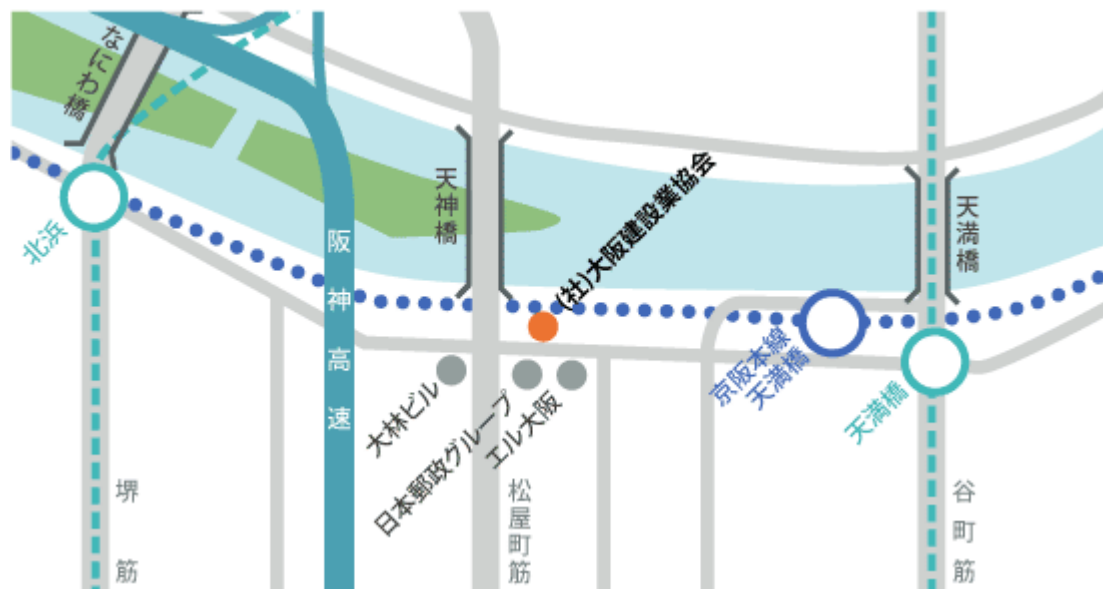 なにわ橋
北浜
阪神高速
天神橋
(社)大阪建設業協会
天満橋
京阪本線
天満橋
天満橋
大林ビル
日本郵政グループ
エル大阪
堺筋
松屋町筋
谷町筋